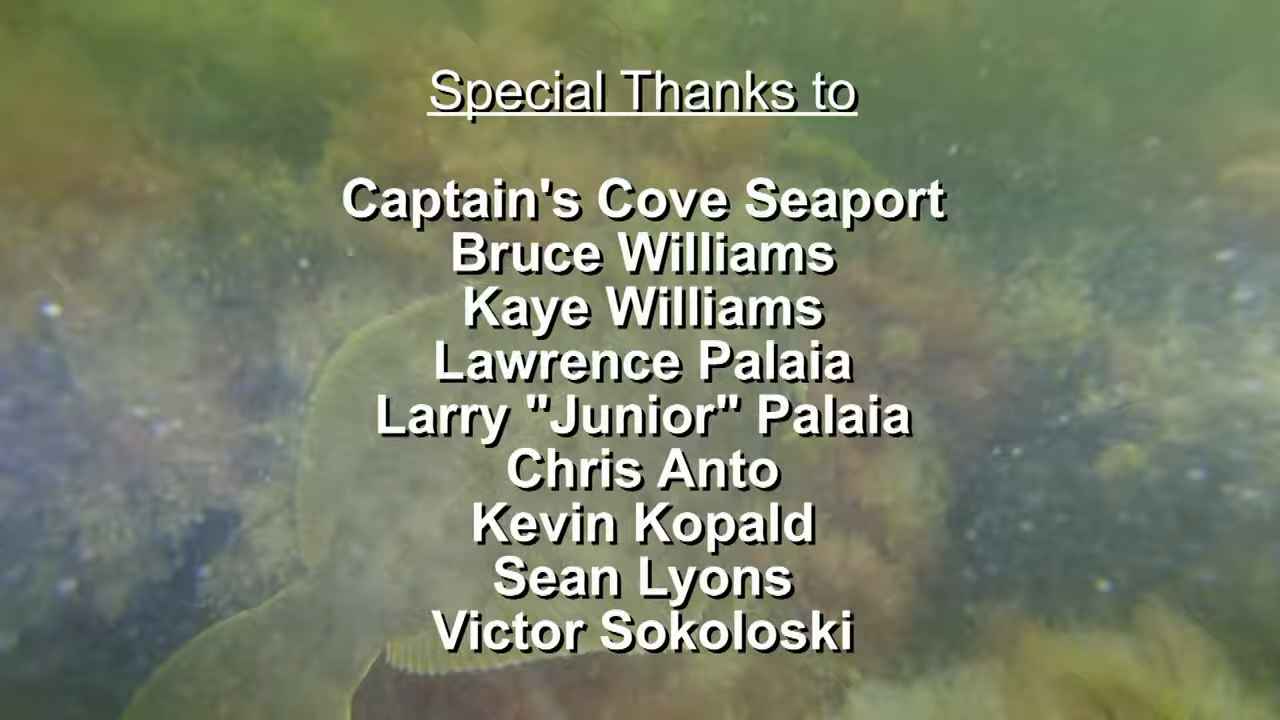 Special Thanks to
Captain's Cove Seaport
Bruce Williams
Kaye Williams
Lawrence Palaia
Larry "Junior" Palaia
Chris Anto
Kevin Kopald
Sean Lyons
Victor Sokoloski